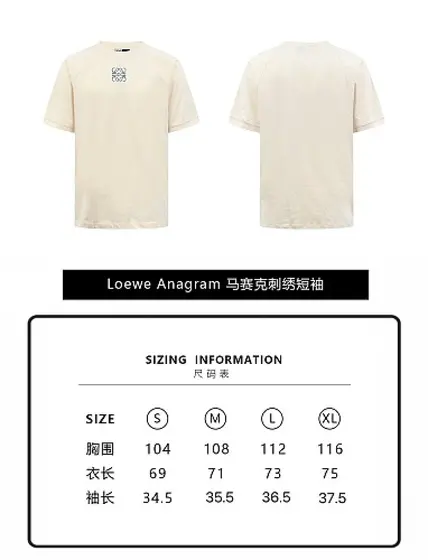 Loewe Anagram 马赛克刺绣短袖
SIZING INFORMATION
尺码表
SIZE S M L XL
胸围 104 108 112 116
衣长 69 71 73 75
袖长 34.5 35.5 36.5 37.5